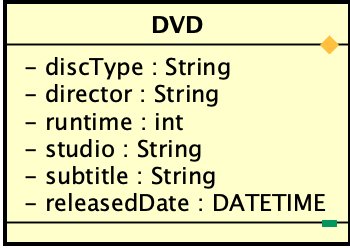 DVD
- discType : String
- director : String
- runtime : int
- studio : String
- subtitle : String
- releasedDate : DATETIME